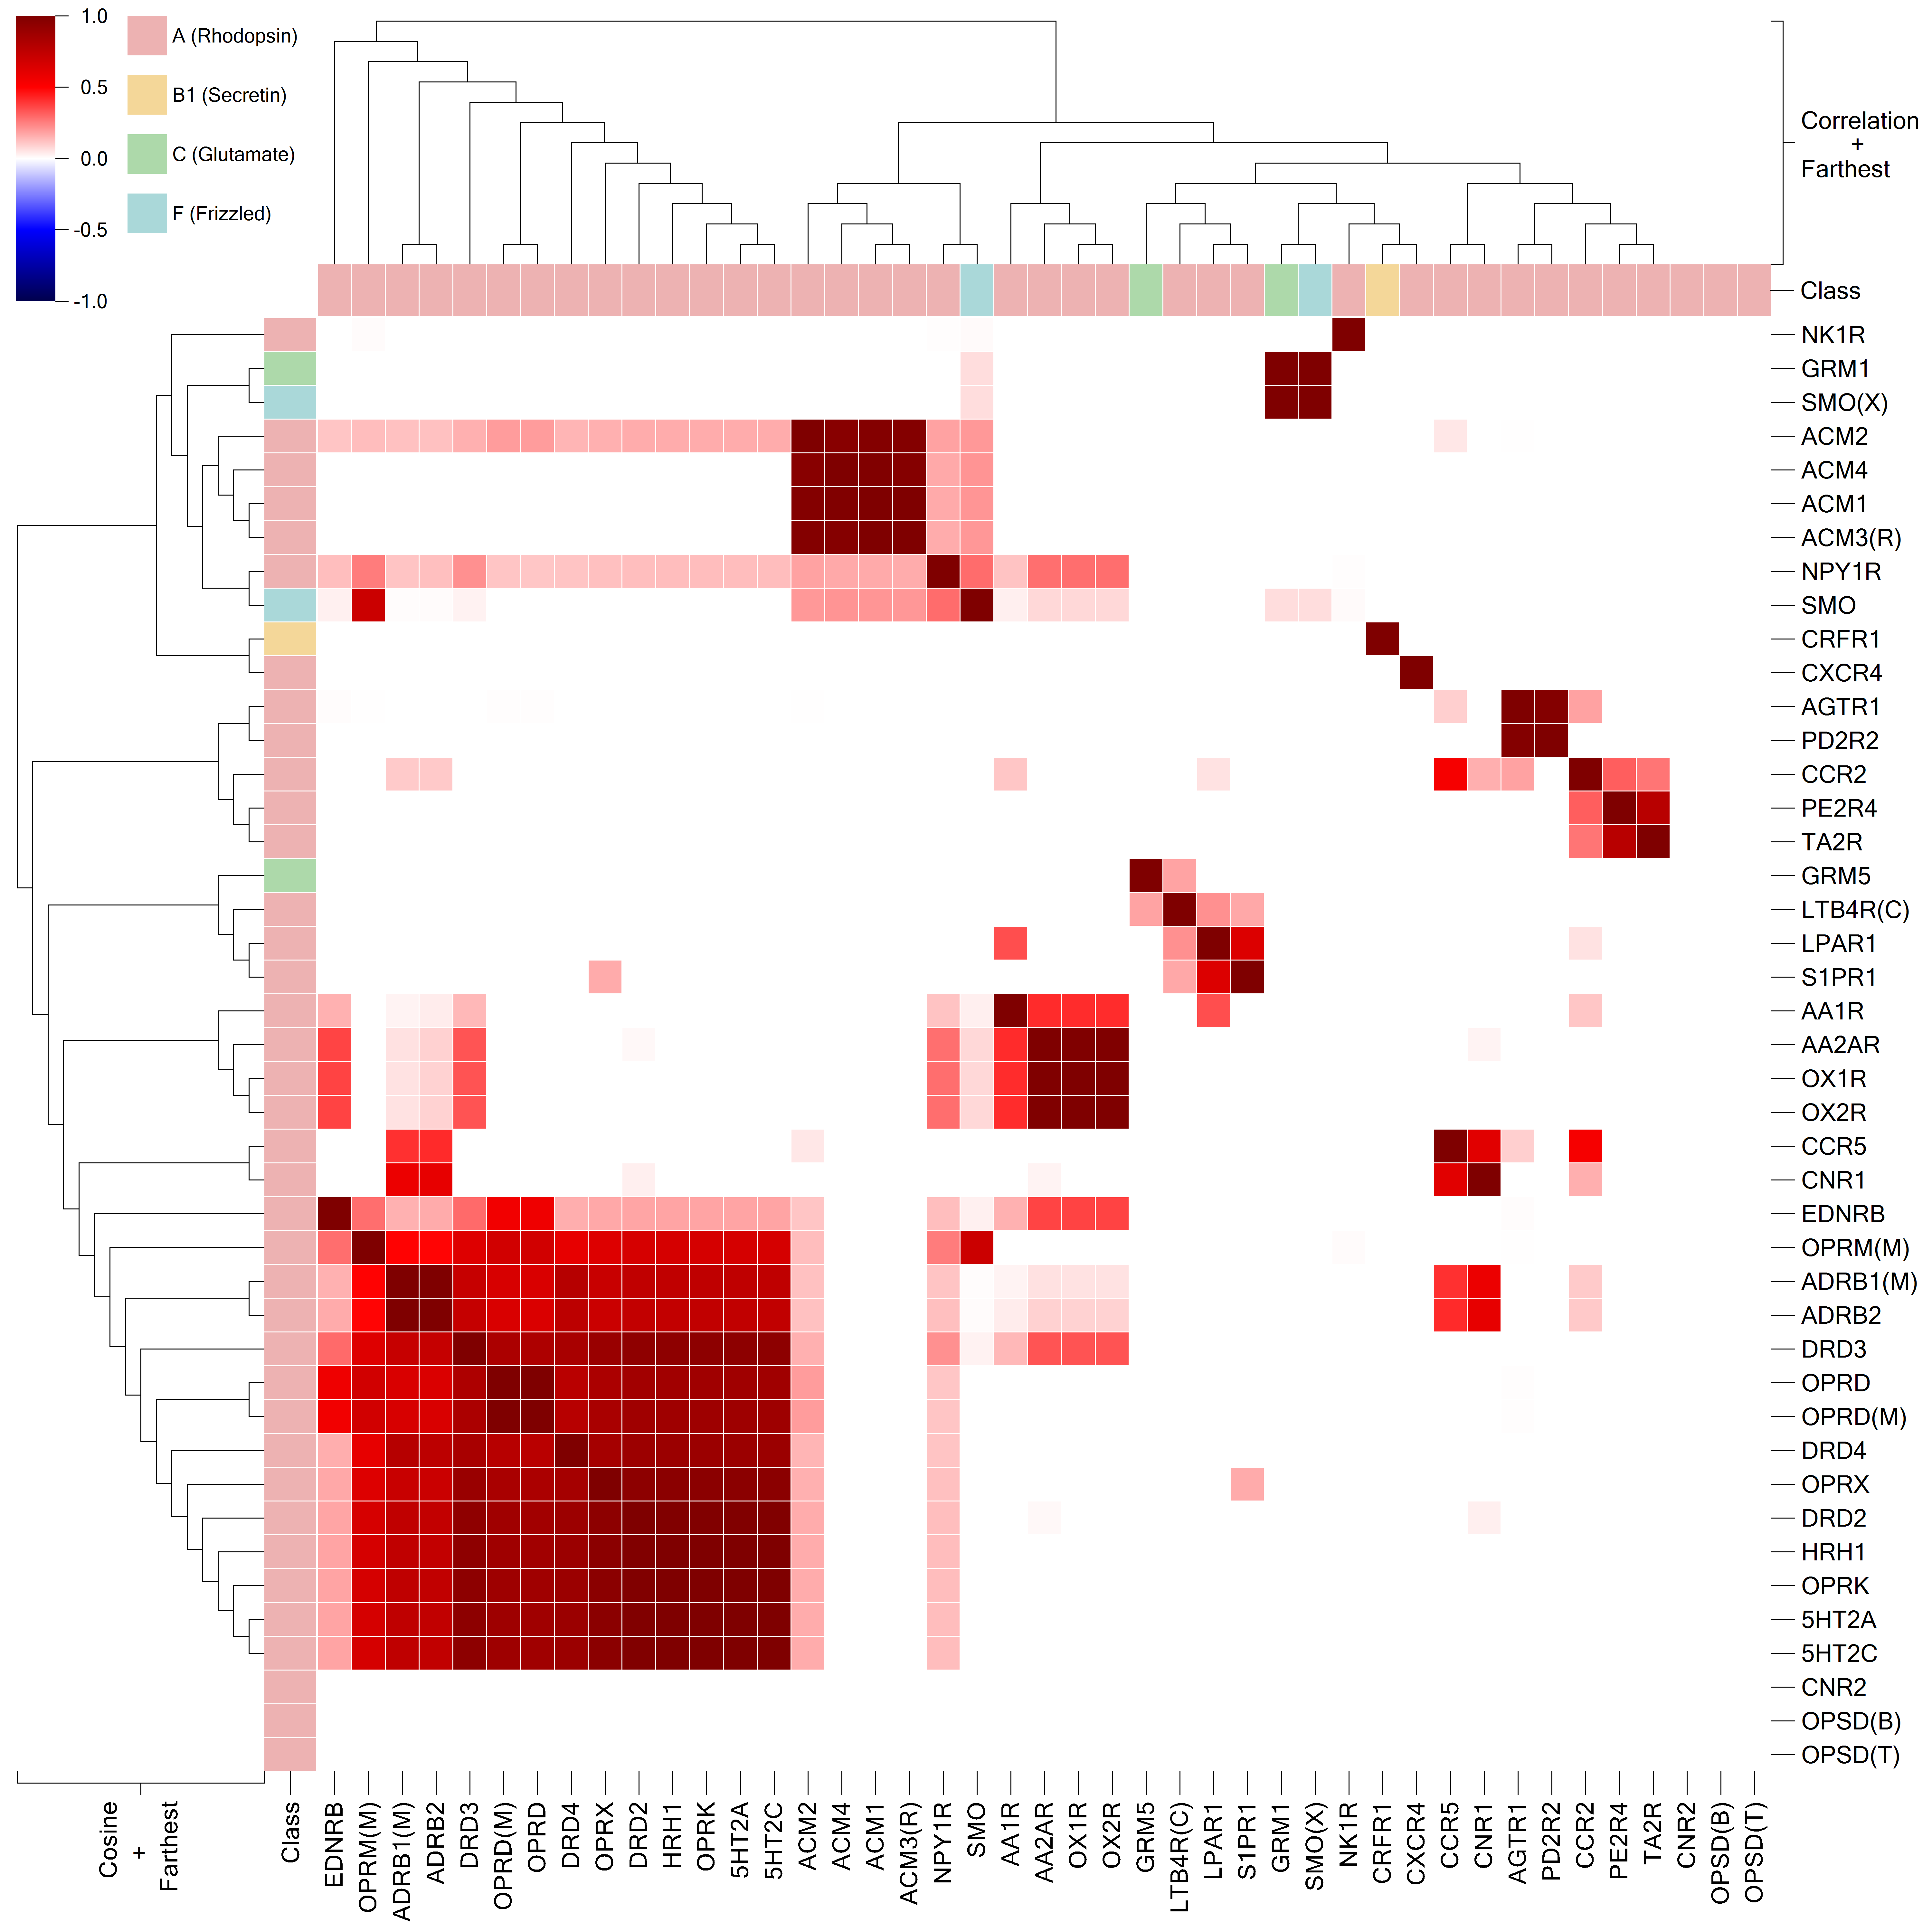 1.0
0.5
0.0
-0.5
-1.0
A (Rhodopsin)
B1 (Secretin)
C (Glutamate)
F (Frizzled)
Correlation
+
Farthest
Class
NK1R
GRM1
SMO(X)
ACM2
ACM4
ACM1
ACM3(R)
NPY1R
SMO
CRFR1
CXCR4
AGTR1
PD2R2
CCR2
PE2R4
TA2R
GRM5
LTB4R(C)
LPAR1
S1PR1
AA1R
AA2AR
OX1R
OX2R
CCR5
CNR1
EDNRB
OPRM(M)
ADRB1(M)
ADRB2
DRD3
OPRD
OPRD(M)
DRD4
OPRX
DRD2
HRH1
OPRK
5HT2A
5HT2C
CNR2
OPSD(B)
OPSD(T)
Cosine
+
Farthest
Class
EDNRB
OPRM(M)
ADRB1(M)
ADRB2
DRD3
OPRD(M)
OPRD
DRD4
OPRX
DRD2
HRH1
OPRK
5HT2A
5HT2C
ACM2
ACM4
ACM1
ACM3(R)
NPY1R
SMO
AA1R
AA2AR
OX1R
OX2R
GRM5
LTB4R(C)
LPAR1
S1PR1
GRM1
SMO(X)
NK1R
CRFR1
CXCR4
CCR5
CNR1
AGTR1
PD2R2
CCR2
PE2R4
TA2R
CNR2
OPSD(B)
OPSD(T)